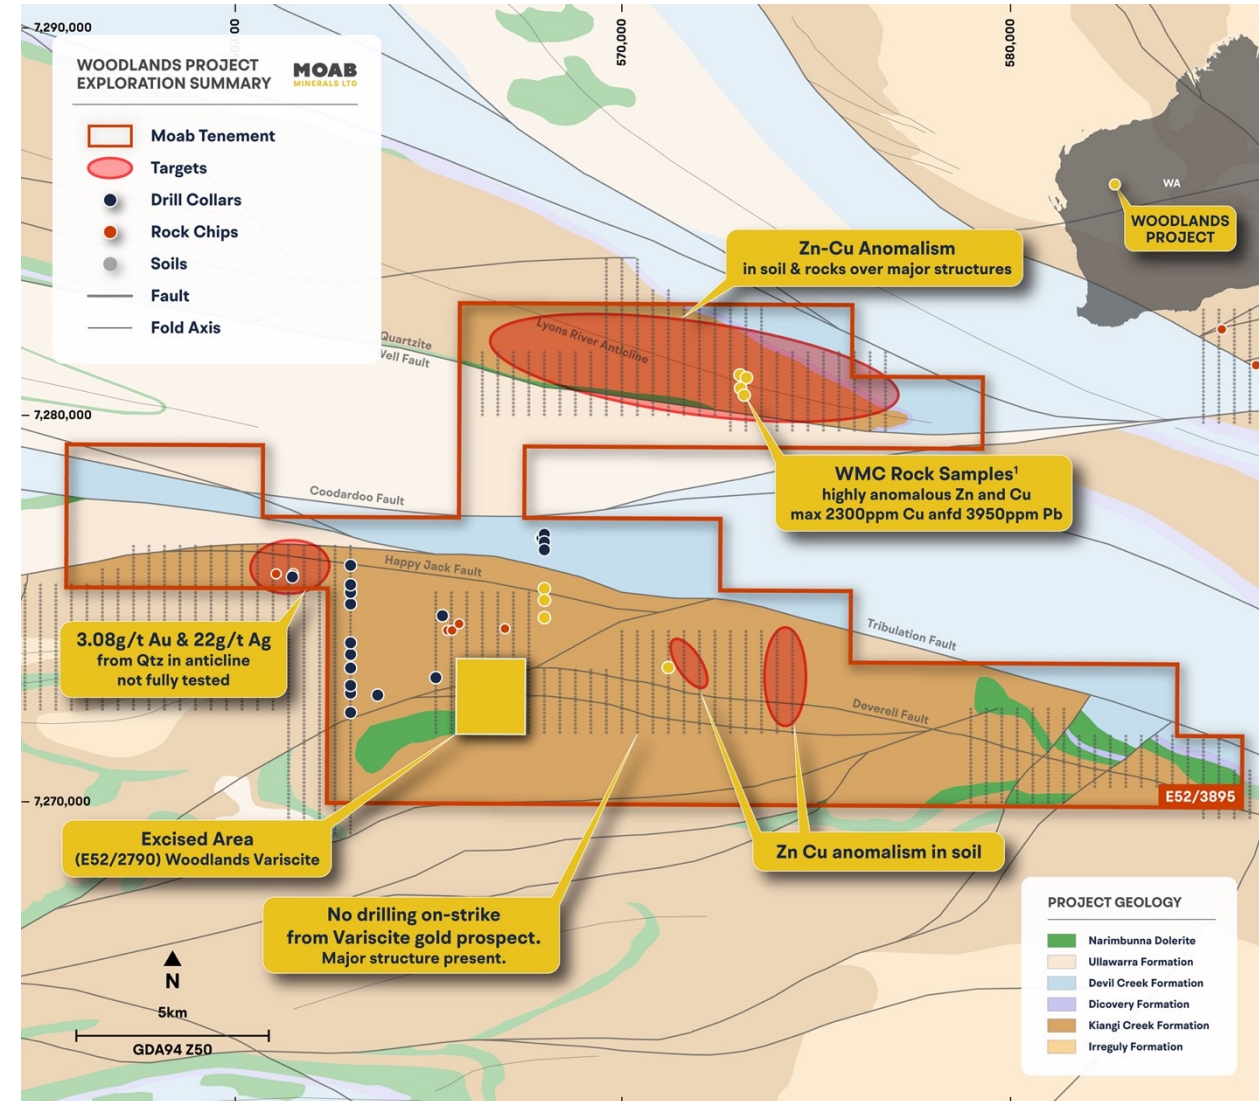 7,290,000
00
570,000
580,000
WOODLANDS PROJECT
EXPLORATION SUMMARY
MOAB
MINERALS LTD
Moab Tenement
Targets
Drill Collars
Rock Chips
Soils
Fault
Fold Axis
WA
WOODLANDS
PROJECT
Zn-Cu Anomalism
in soil & rocks over major structures
Lyons River Anticline
Quartzite
Well Fault
7,280,000
WMC Rock Samples¹
highly anomalous Zn and Cu
max 2300ppm Cu anfd 3950ppm Pb
Coodardoo Fault
Happy Jack Fault
3.08g/t Au & 22g/t Ag
from Qtz in anticline
not fully tested
Tribulation Fault
Deverell Fault
7,270,000
E52/3895
Excised Area
(E52/2790) Woodlands Variscite
Zn Cu anomalism in soil
No drilling on-strike
from Variscite gold prospect.
Major structure present.
N
5km
GDA94 Z50
PROJECT GEOLOGY
Narimbunna Dolerite
Ullawarra Formation
Devil Creek Formation
Dicovery Formation
Kiangi Creek Formation
Irreguly Formation